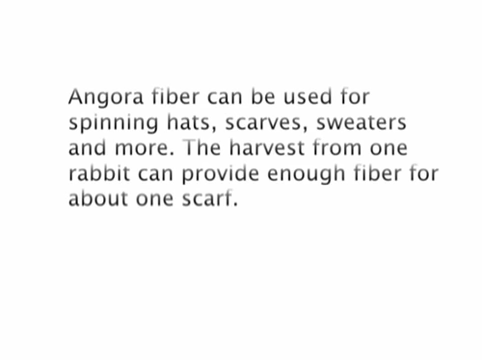 Angora fiber can be used for
spinning hats, scarves, sweaters
and more. The harvest from one
rabbit can provide enough fiber for
about one scarf.